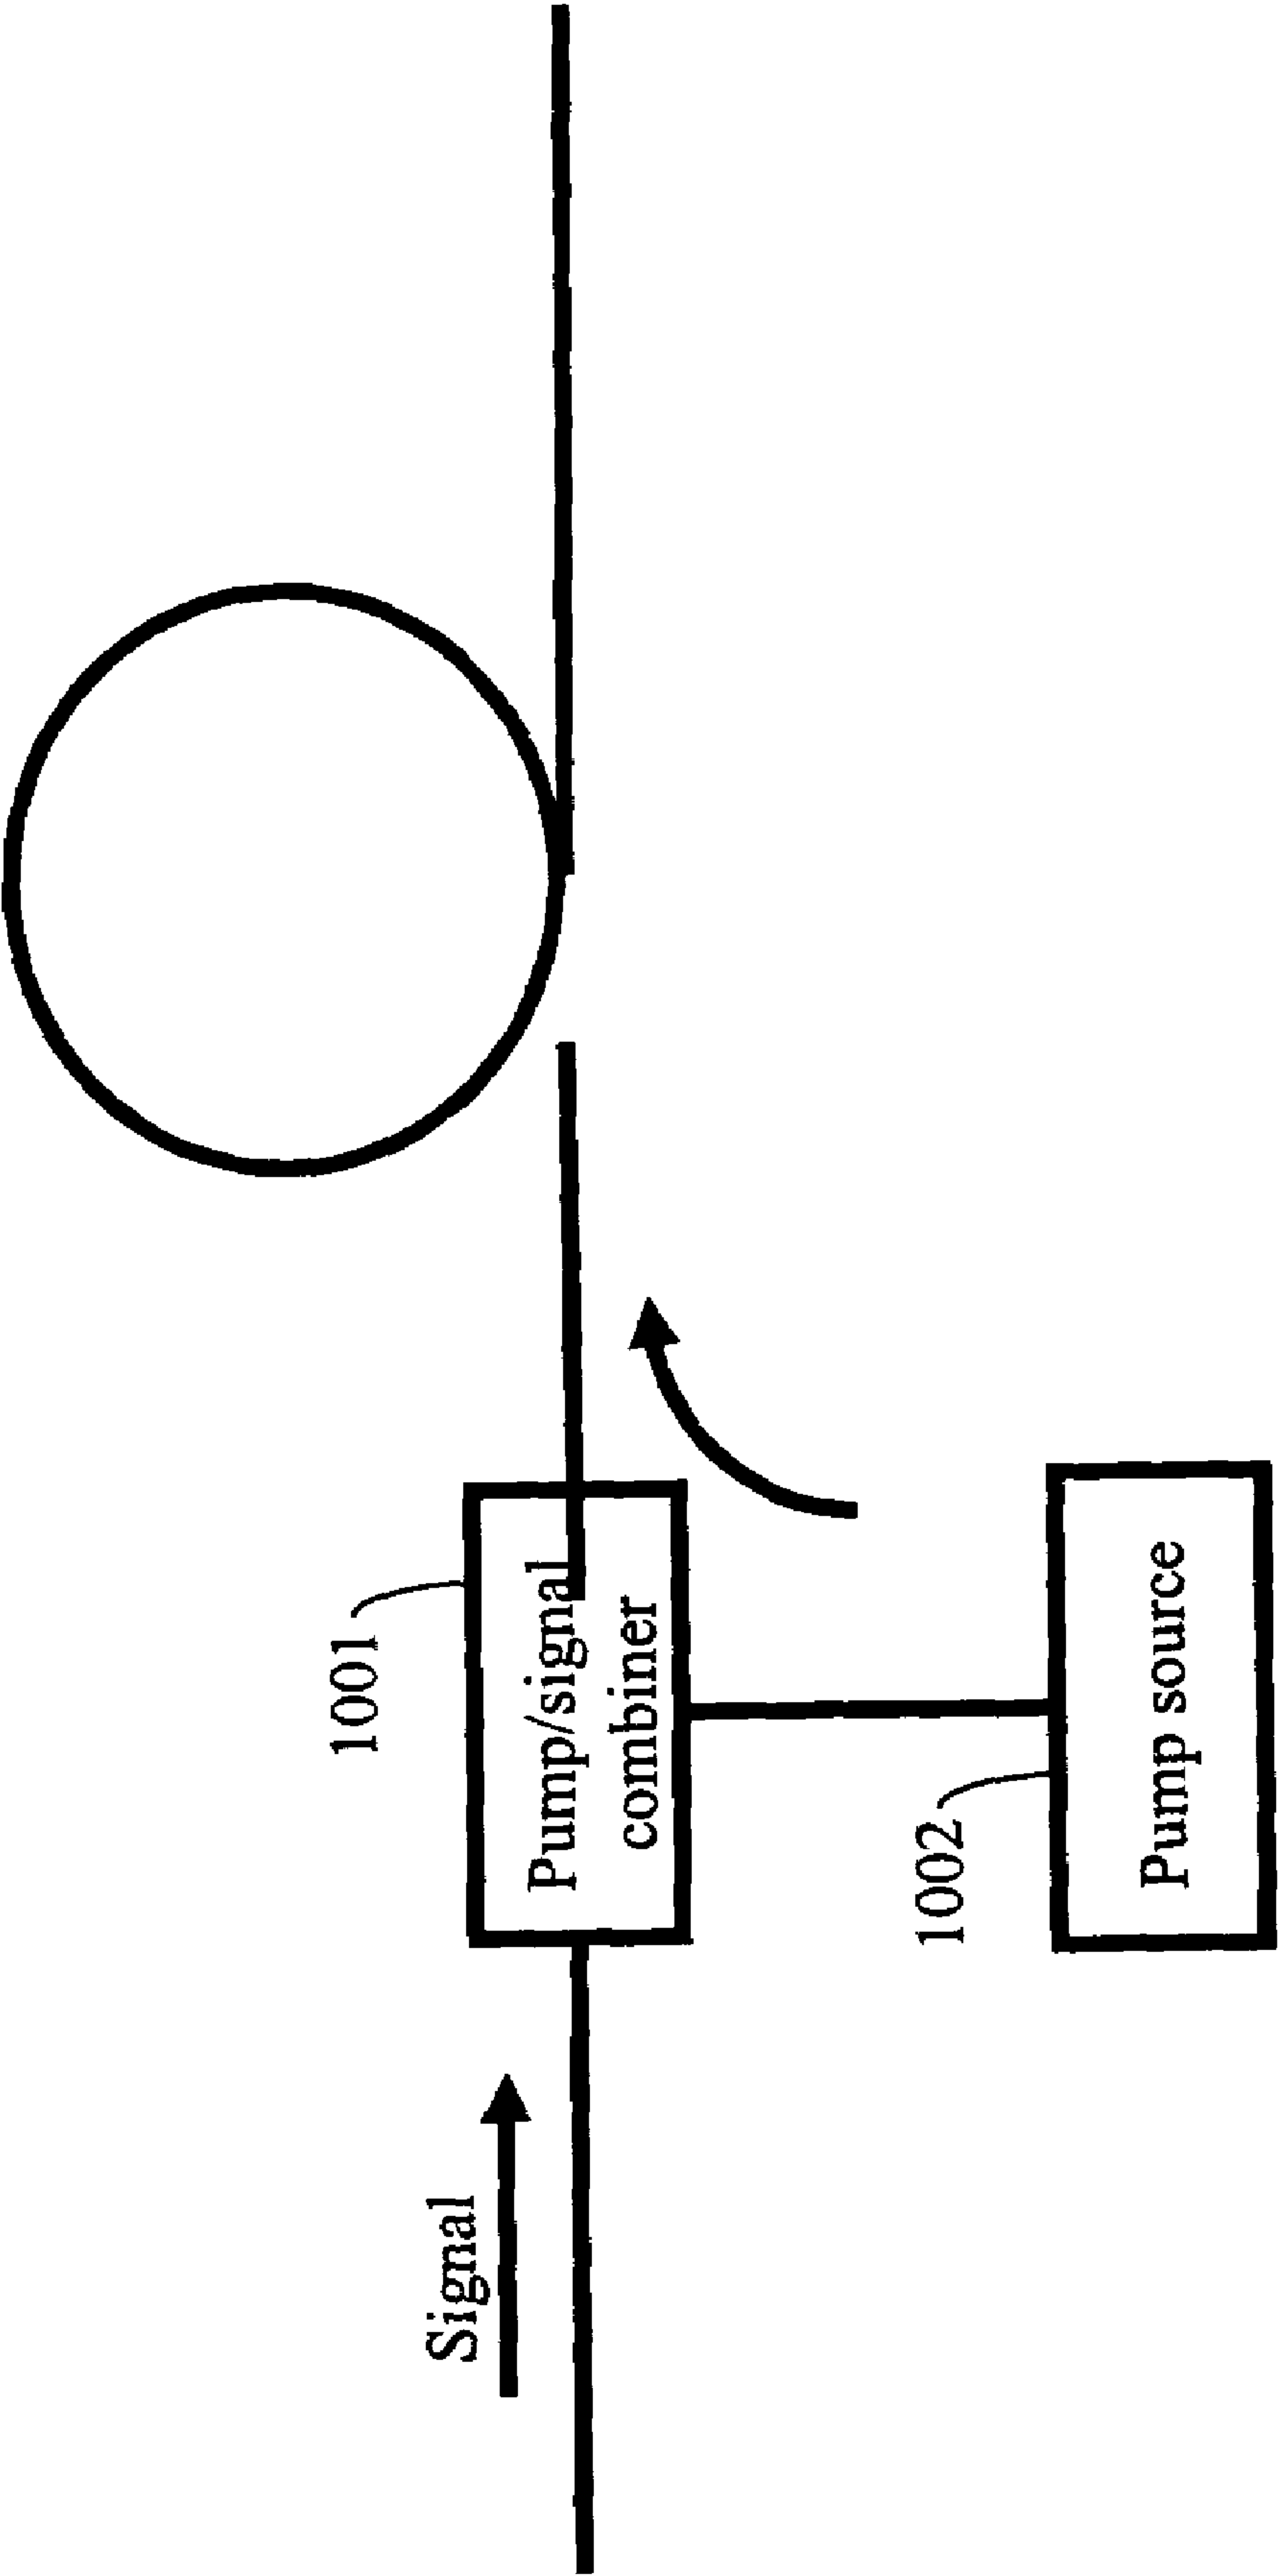 Signal
1001
Pump/signal
combiner
1002
Pump source